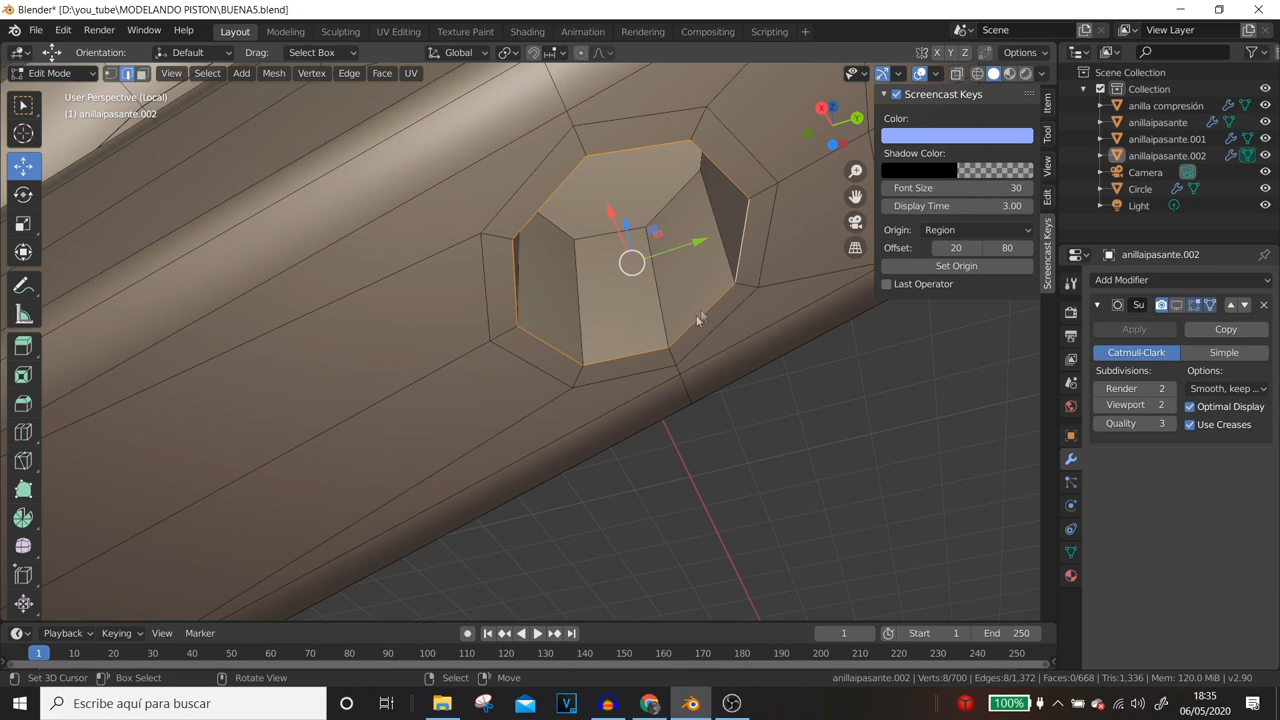 Blender* [D:\you_tube\MODELANDO PISTON\BUENA5.blend]
File Edit Render Window Help Layout Modeling Sculpting UV Editing Texture Paint Shading Animation Rendering Compositing Scripting + Scene View Layer
Orientation: Default Drag: Select Box Global X Y Z Options
Edit Mode View Select Add Mesh Vertex Edge Face UV
User Perspective (Local)
(1) anillaipasante.002
X Y Z
Screencast Keys
Color:
Shadow Color:
Font Size 30
Display Time 3.00
Origin: Region
Offset: 20 80
Set Origin
Last Operator
Item
Tool
View
Edit
Screencast Keys
Scene Collection
Collection
anilla compresión
anillaipasante
anillaipasante.001
anillaipasante.002
Camera
Circle
Light
anillaipasante.002
Add Modifier
Su
Apply Copy
Catmull-Clark Simple
Subdivisions: Options:
Render 2 Smooth, keep ...
Viewport 2 Optimal Display
Quality 3 Use Creases
Playback Keying View Marker 1 Start 1 End 250
1 10 20 30 40 50 60 70 80 90 100 110 120 130 140 150 160 170 180 190 200 210 220 230 240 250
Set 3D Cursor Box Select Rotate View Select Move anillaipasante.002 | Verts:8/700 | Edges:8/1,372 | Faces:0/668 | Tris:1,336 | Mem: 120.0 MiB | v2.90
Escribe aquí para buscar 100% 18:35
06/05/2020